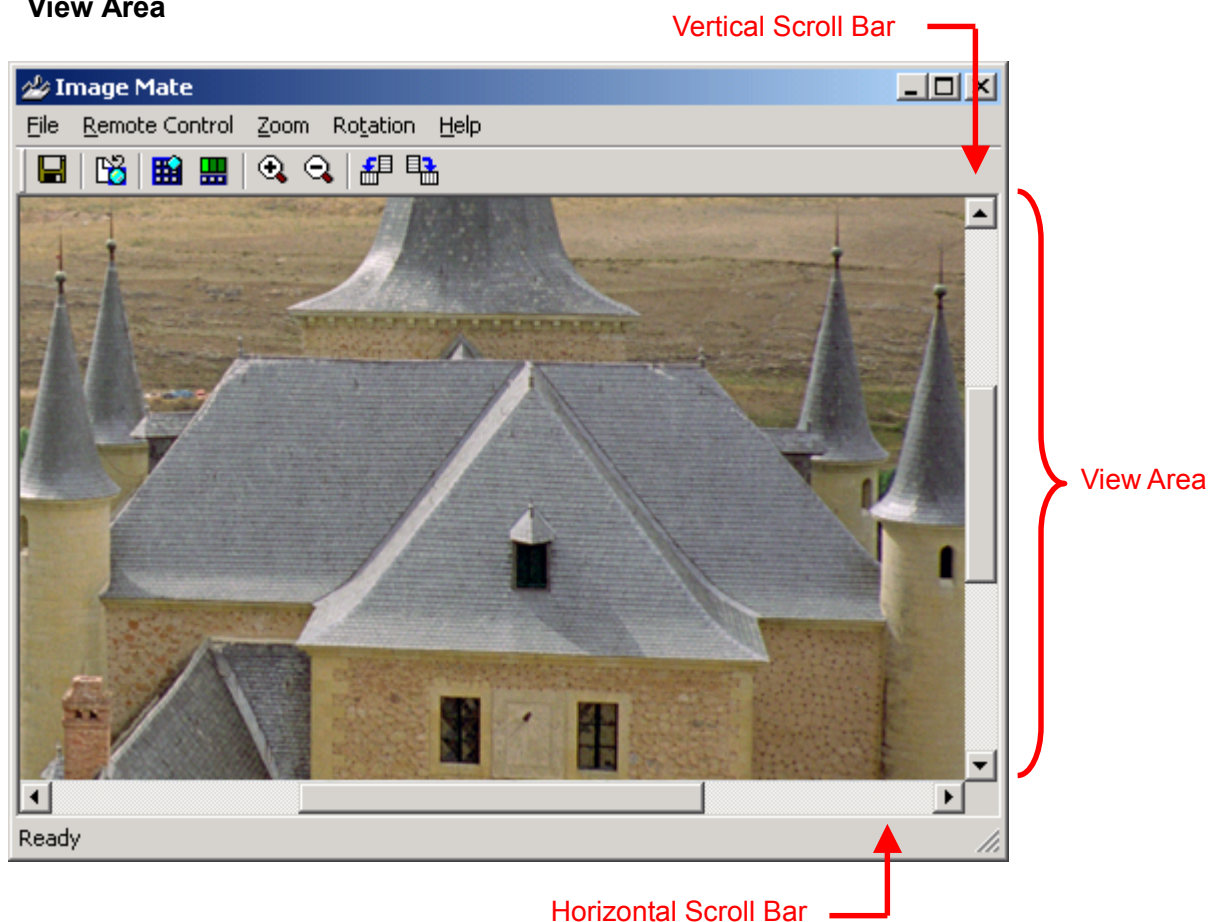 View Area
Vertical Scroll Bar
Image Mate
File Remote Control Zoom Rotation Help
View Area
Ready
Horizontal Scroll Bar